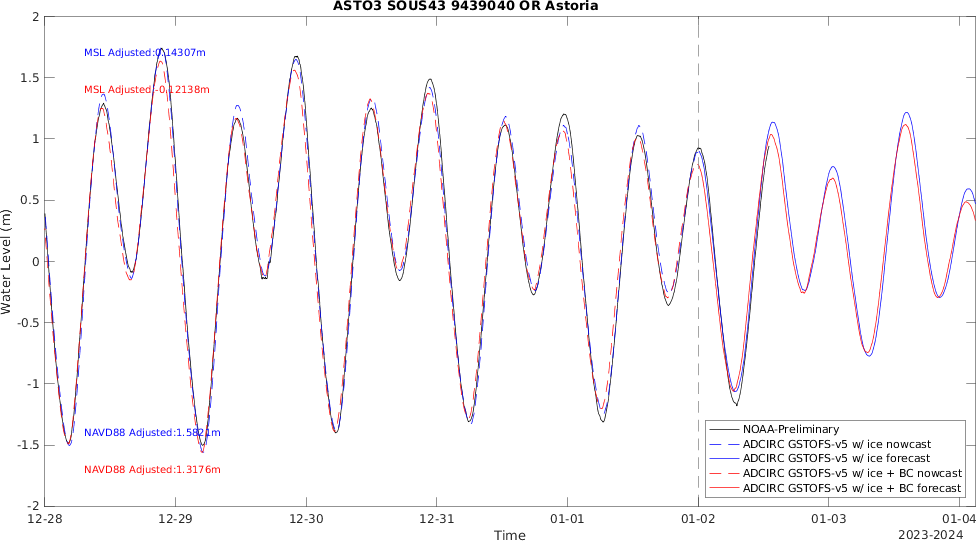 ASTO3 SOUS43 9439040 OR Astoria
2
1.5
1
0.5
0
-0.5
-1
-1.5
-2
Water Level (m)
MSL Adjusted:0.14307m
MSL Adjusted:-0.12138m
NAVD88 Adjusted:1.5821m
NAVD88 Adjusted:1.3176m
NOAA-Preliminary
ADCIRC GSTOFS-v5 w/ ice nowcast
ADCIRC GSTOFS-v5 w/ ice forecast
ADCIRC GSTOFS-v5 w/ ice + BC nowcast
ADCIRC GSTOFS-v5 w/ ice + BC forecast
12-28 12-29 12-30 12-31 01-01 01-02 01-03 01-04
Time
2023-2024